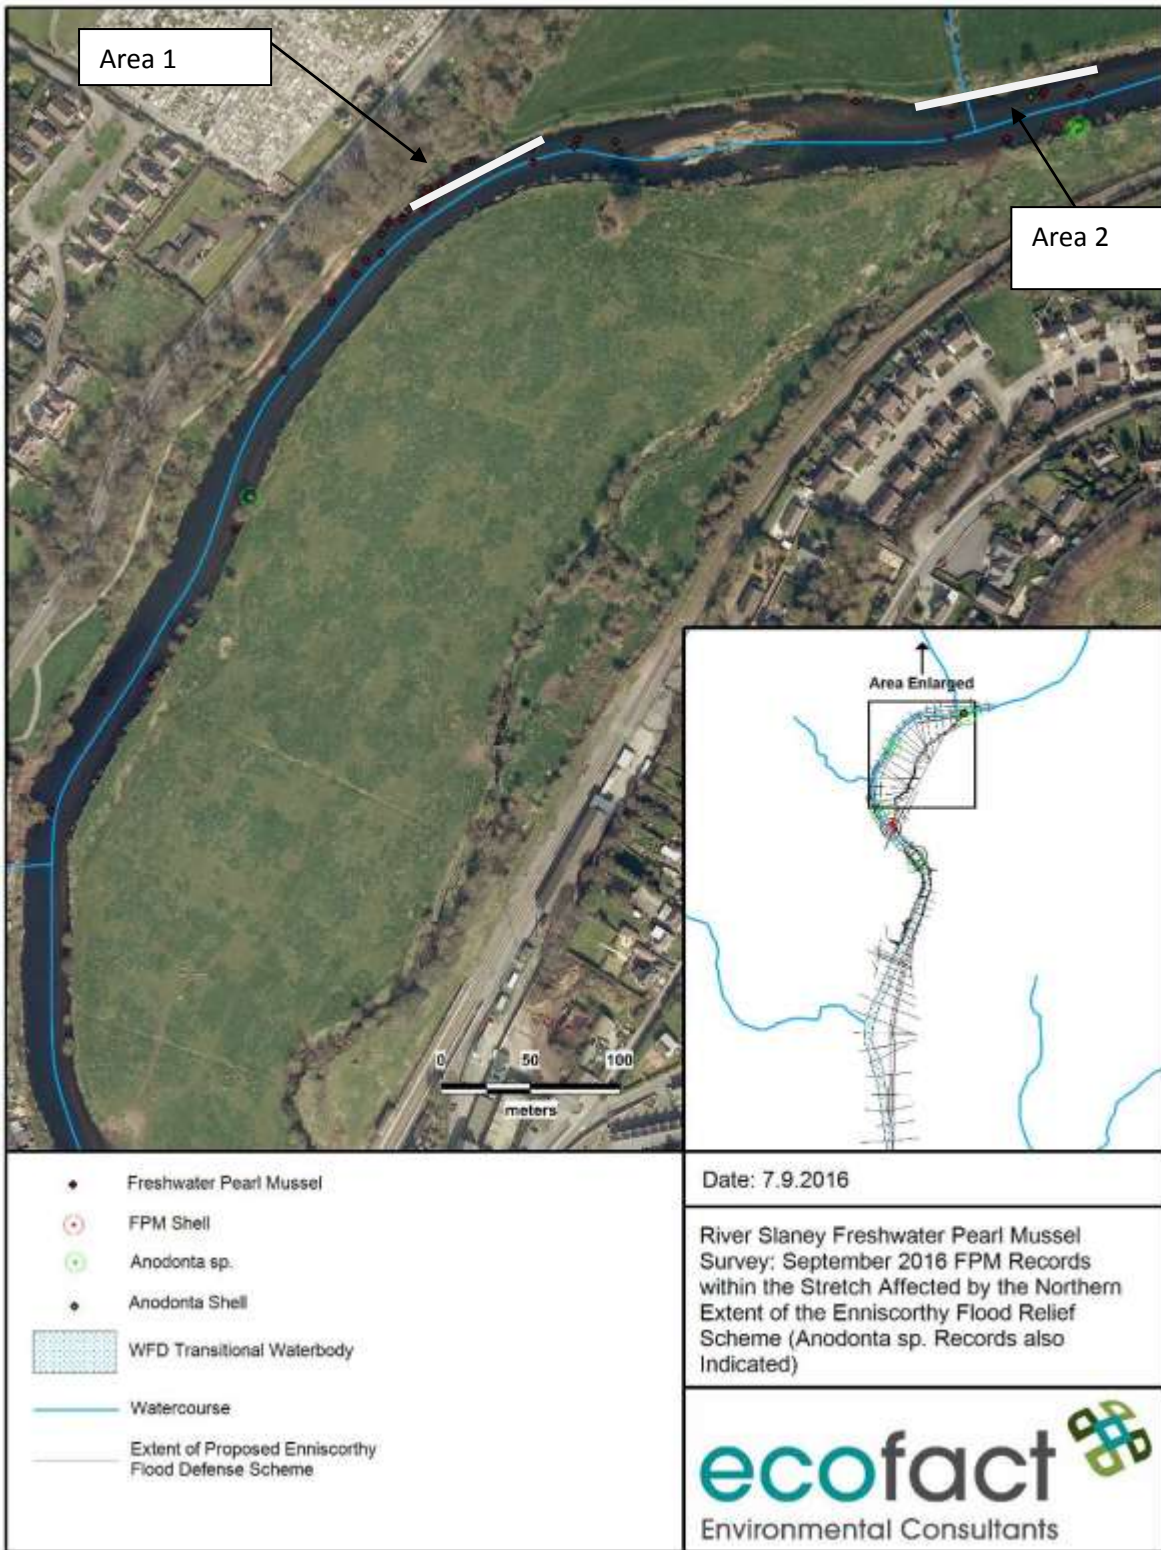 Area 1
Area 2
Area Enlarged
0 50 100
meters
Freshwater Pearl Mussel
FPM Shell
Anodonta sp.
Anodonta Shell
WFD Transitional Waterbody
Watercourse
Extent of Proposed Enniscorthy
Flood Defense Scheme
Date: 7.9.2016
River Slaney Freshwater Pearl Mussel
Survey: September 2016 FPM Records
within the Stretch Affected by the Northern
Extent of the Enniscorthy Flood Relief
Scheme (Anodonta sp. Records also
Indicated)
ecofact
Environmental Consultants